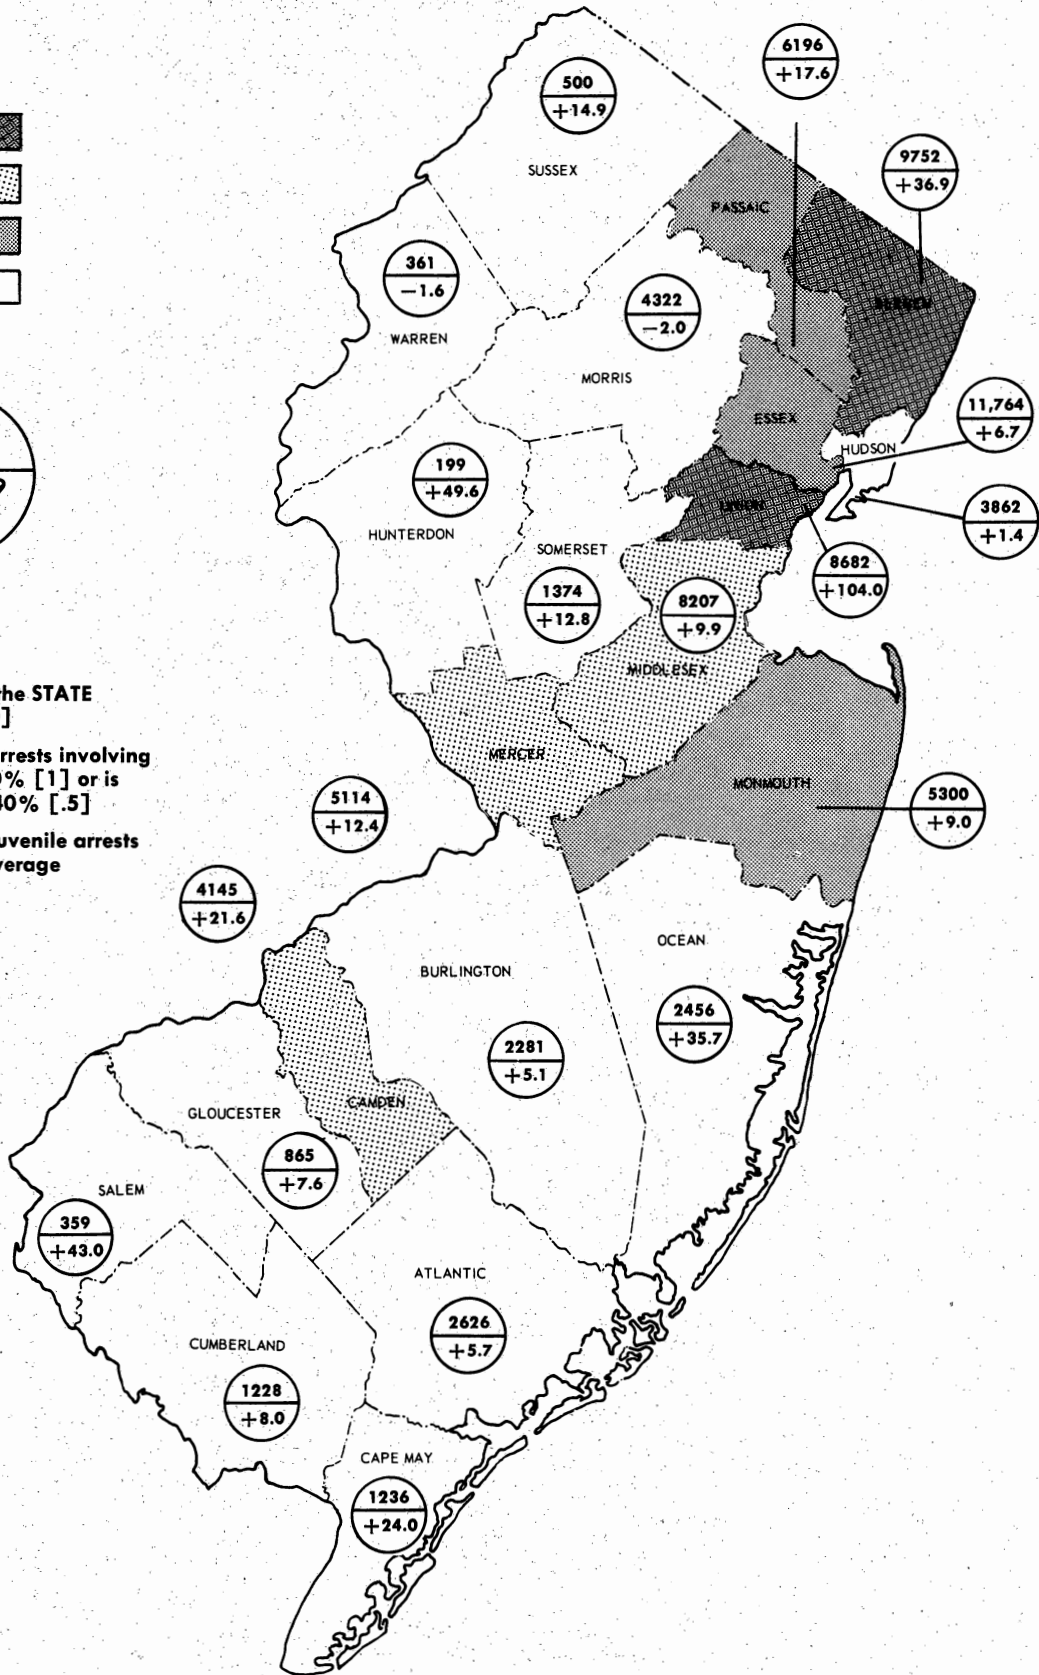 6196
+17.6
500
+14.9
9752
+36.9
SUSSEX
PASSAIC
361
−1.6
4322
−2.0
BERGEN
WARREN
MORRIS
11,764
+6.7
ESSEX
HUDSON
199
+49.6
3862
+1.4
UNION
HUNTERDON
SOMERSET
8682
+104.0
1374
+12.8
8207
+9.9
MIDDLESEX
the STATE
]
rrests involving
% [1] or is
40% [.5]
uvenile arrests
verage
MERCER
MONMOUTH
5114
+12.4
5300
+9.0
4145
+21.6
OCEAN
BURLINGTON
2456
+35.7
2281
+5.1
CAMDEN
GLOUCESTER
865
+7.6
SALEM
359
+43.0
ATLANTIC
2626
+5.7
CUMBERLAND
1228
+8.0
CAPE MAY
1236
+24.0